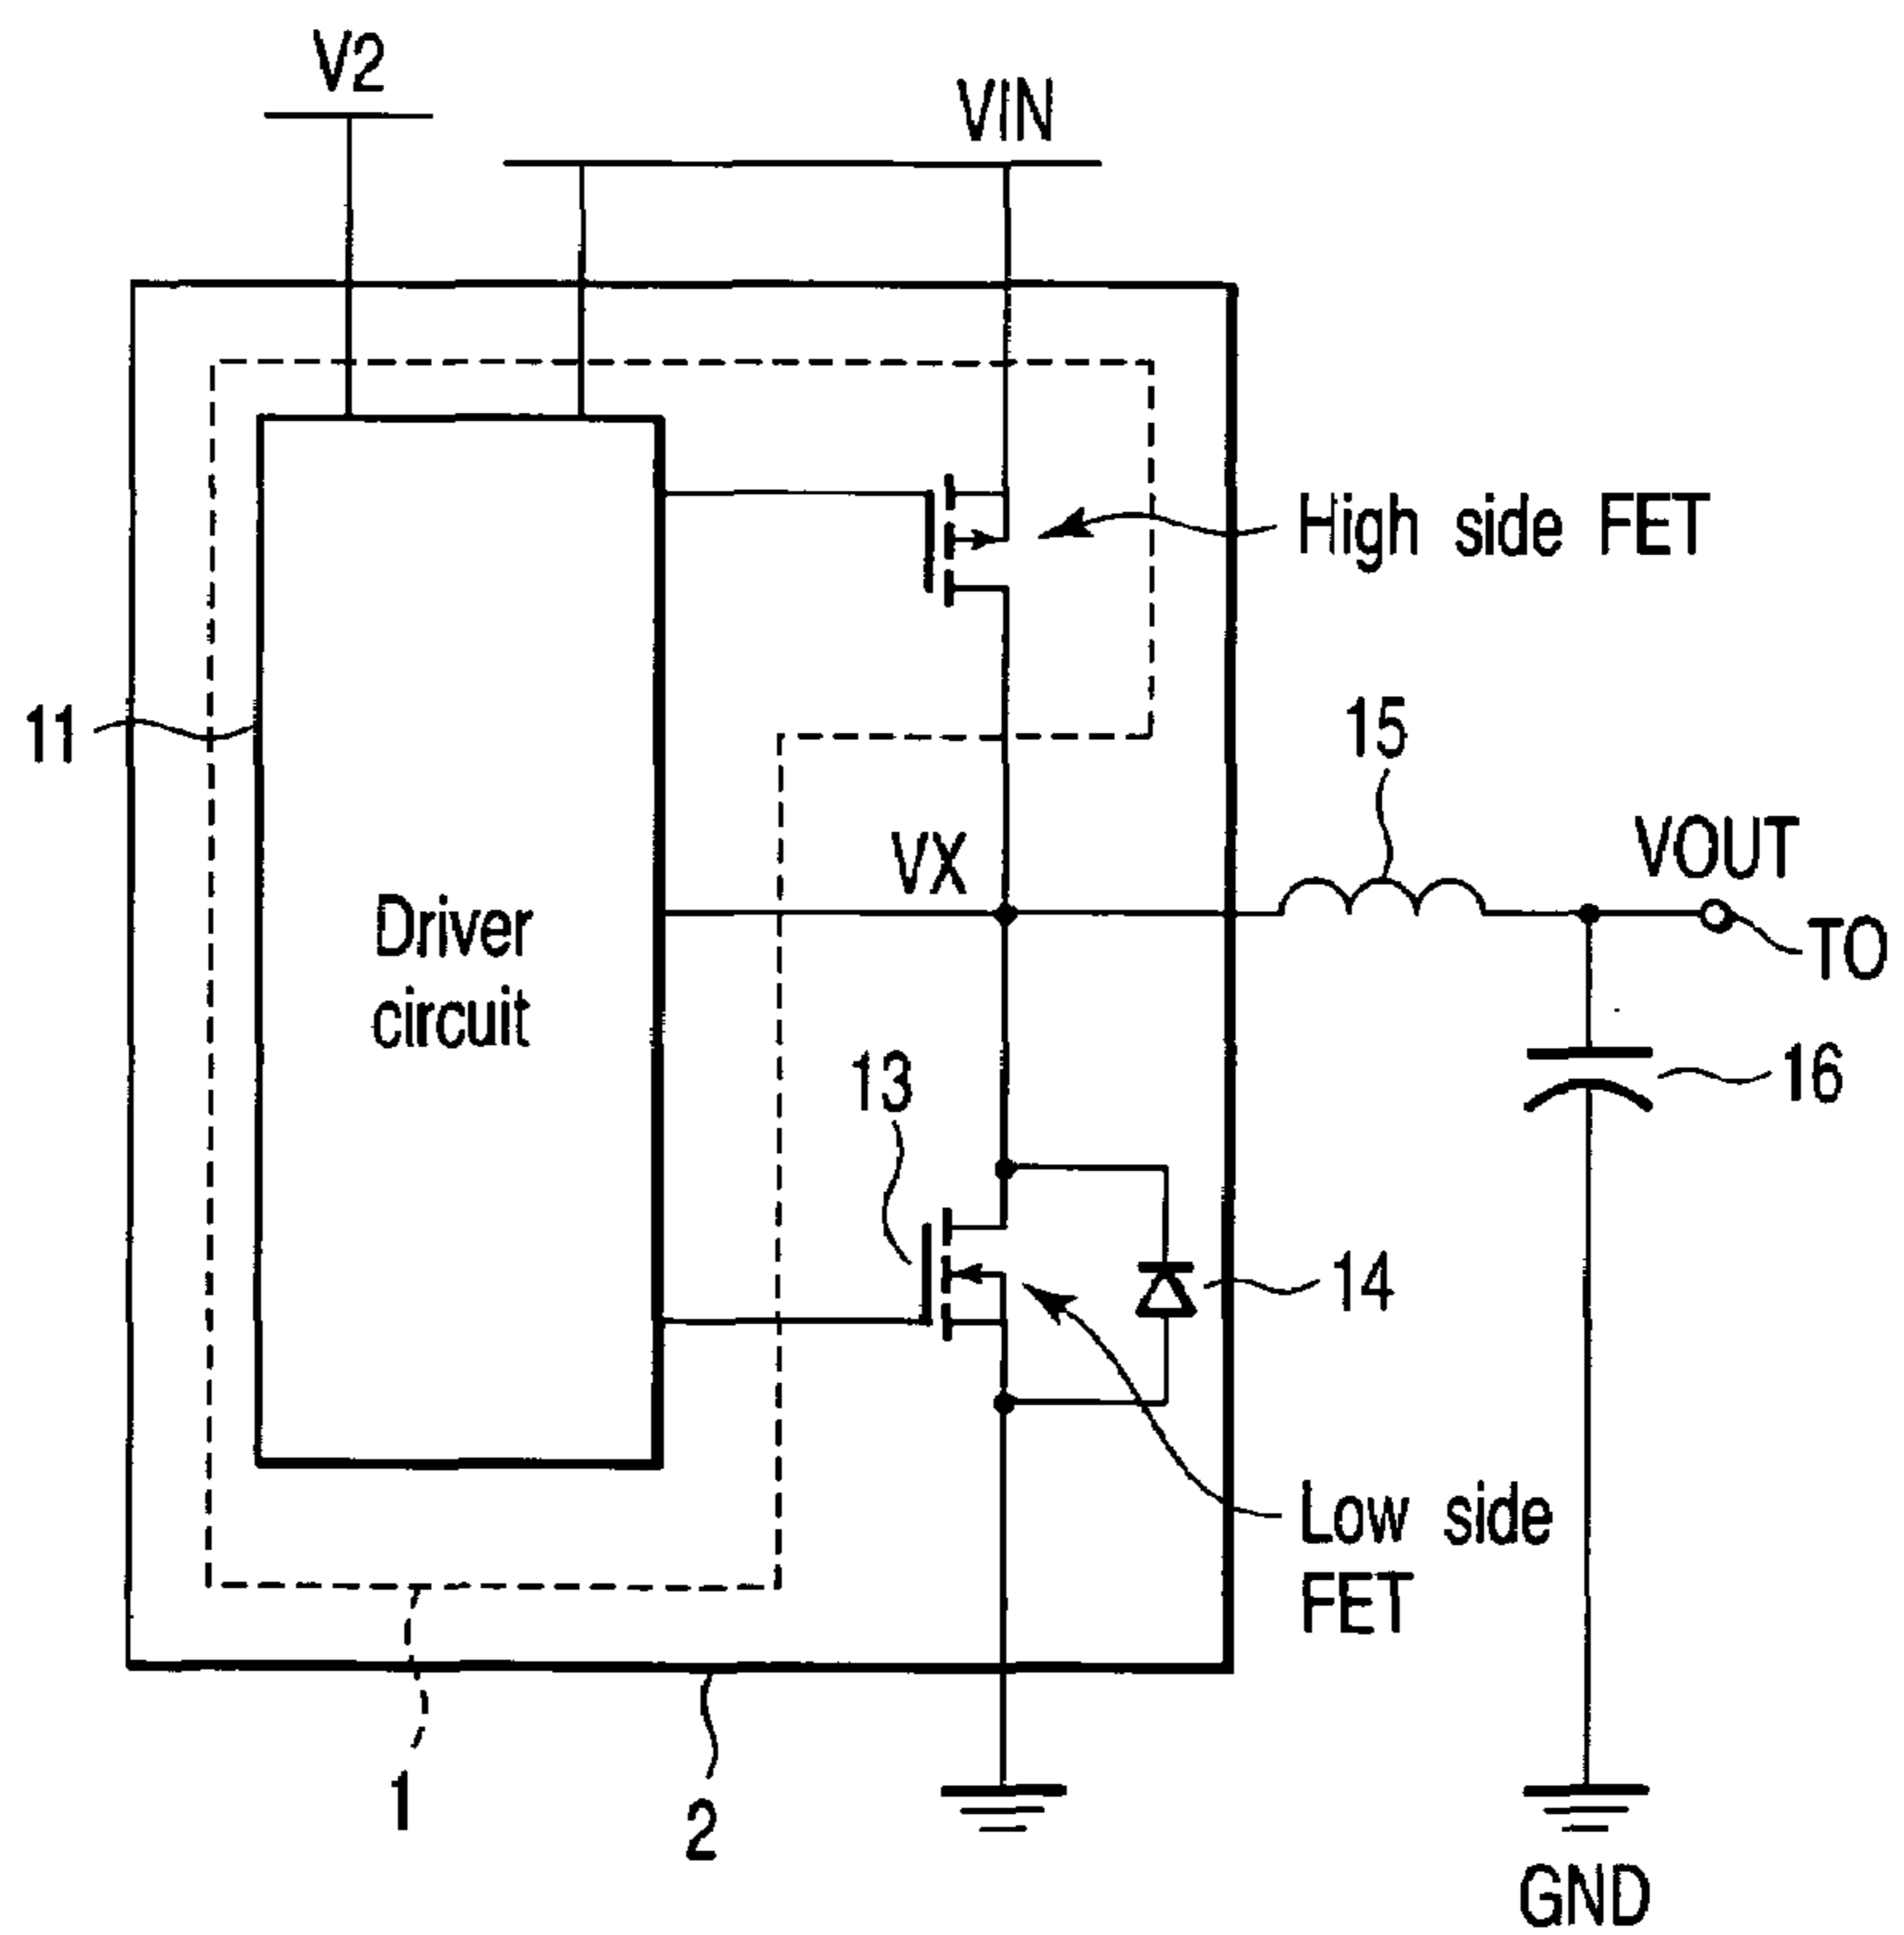 V2
VIN
High side FET
11
15
VX
VOUT
TO
Driver
circuit
13
16
14
Low side
FET
1
2
GND